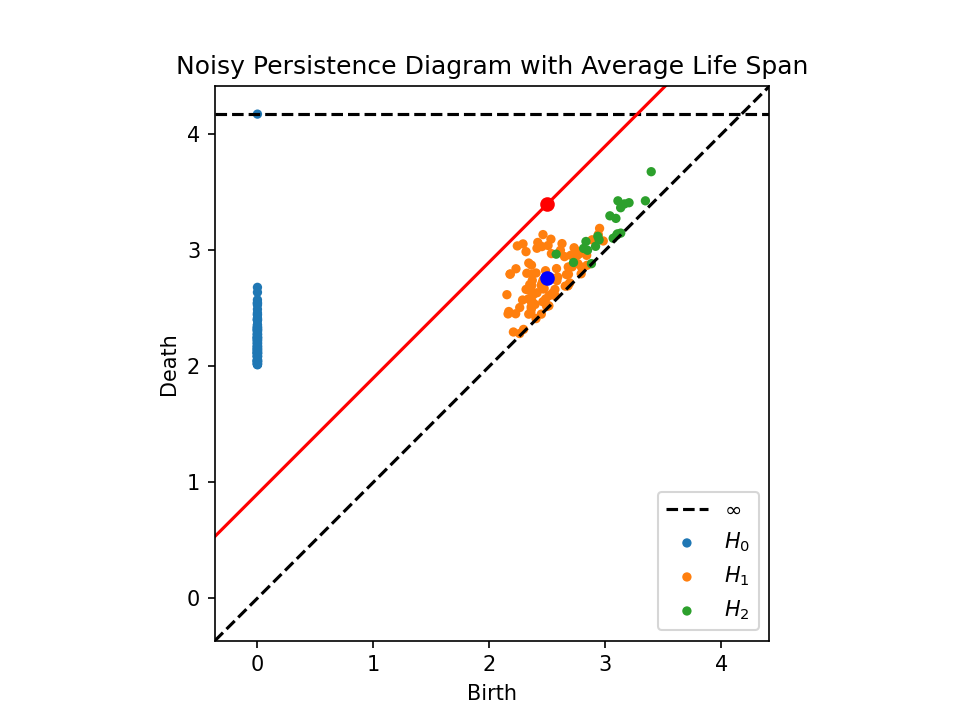 Noisy Persistence Diagram with Average Life Span
4
3
2
1
0
Death
0 1 2 3 4
Birth
∞
H₀
H₁
H₂